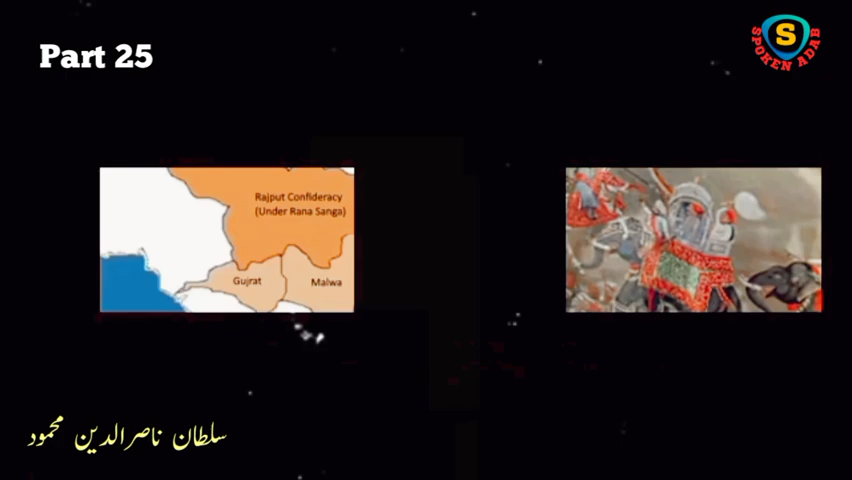 Part 25
S
SPOKEN ADAB
Rajput Confideracy
(Under Rana Sanga)
Gujrat
Malwa
سلطان ناصرالدین محمود